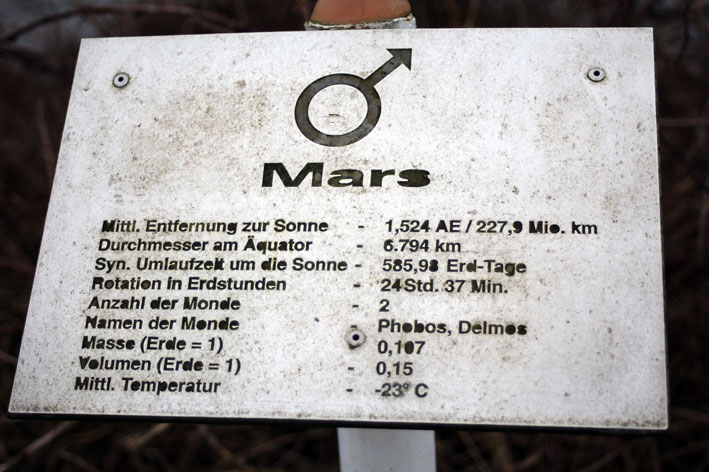 Mars
Mittl. Entfernung zur Sonne - 1,524 AE / 227,9 Mio. km
Durchmesser am Äquator - 6.794 km
Syn. Umlaufzeit um die Sonne - 585,98 Erd-Tage
Rotation in Erdstunden - 24Std. 37 Min.
Anzahl der Monde - 2
Namen der Monde - Phobos, Deimos
Masse (Erde = 1) - 0,107
Volumen (Erde = 1) - 0,15
Mittl. Temperatur - -23° C